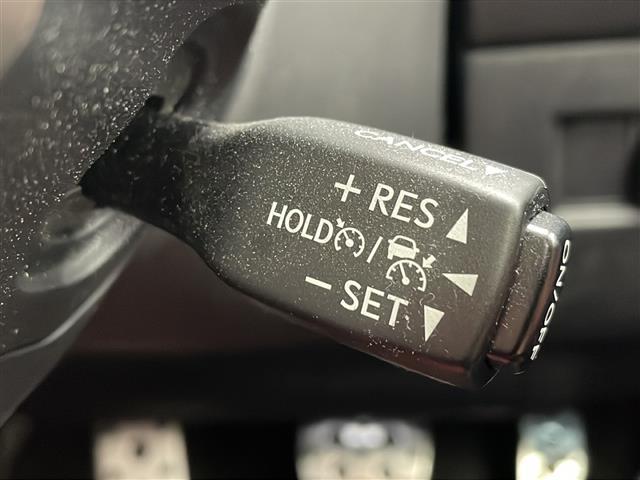 CANCEL
+ RES
HOLD /
− SET
ON/OFF